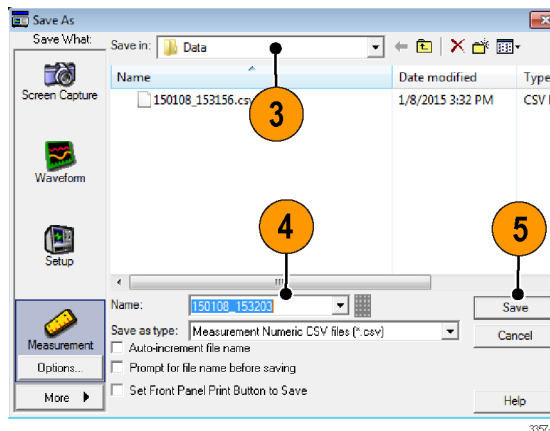 Save As
Save What:
Save in: Data
Name Date modified Type
150108_153156.csv 1/8/2015 3:32 PM CSV
3
Screen Capture
Waveform
Setup
4
5
Name: 150108_153203 Save
Save as type: Measurement Numeric CSV files (*.csv) Cancel
Measurement
Auto-increment file name
Options...
Prompt for file name before saving
Set Front Panel Print Button to Save
More Help
3357